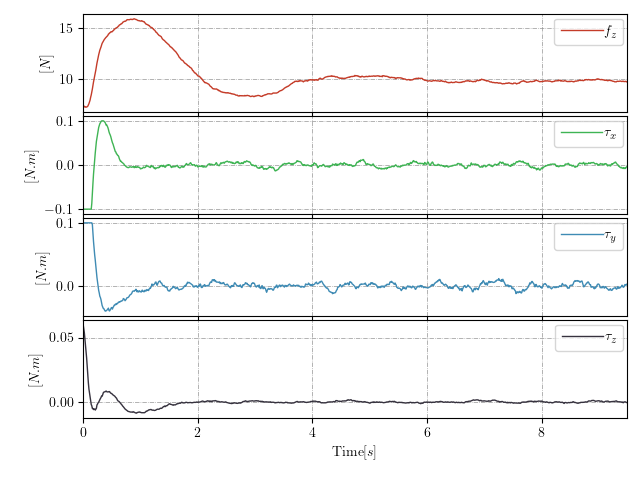 15
10
[N]
f_z
0.1
0.0
−0.1
[N.m]
τ_x
0.1
0.0
[N.m]
τ_y
0.05
0.00
[N.m]
τ_z
0 2 4 6 8
Time[s]